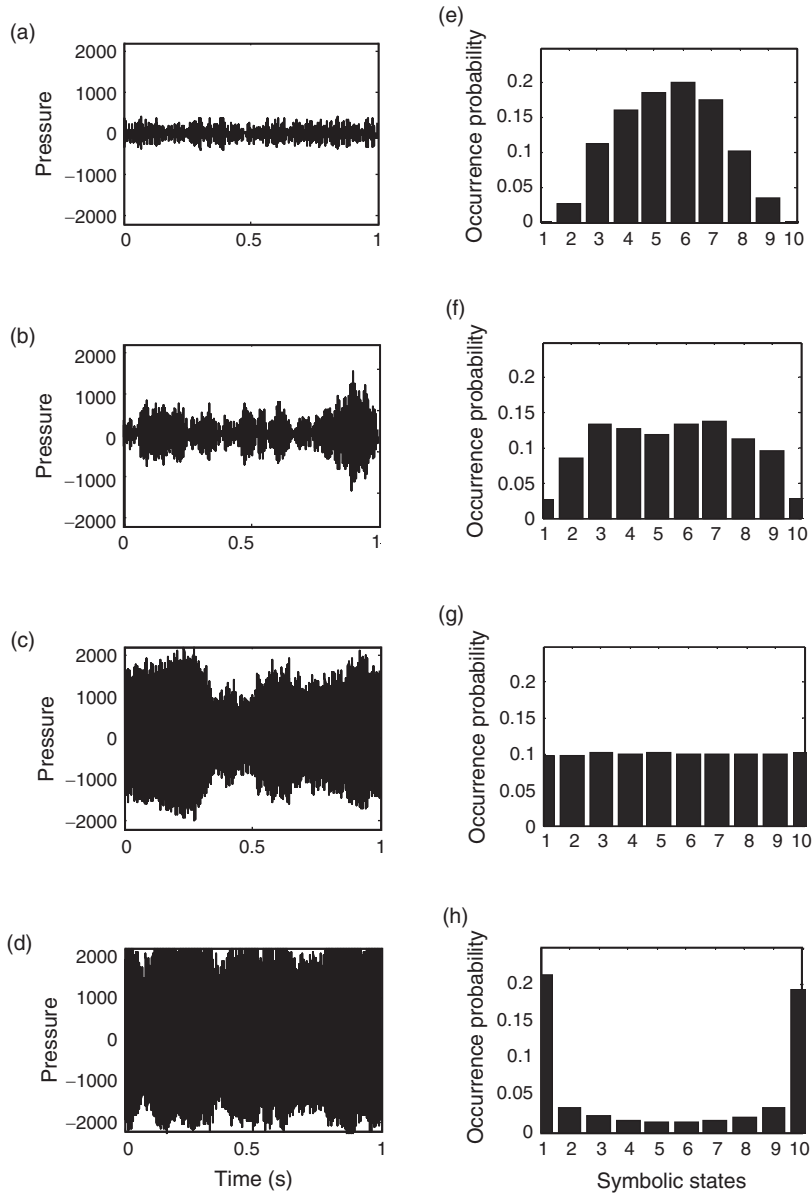 (a)
Pressure
2000
1000
0
−1000
−2000
0 0.5 1
(e)
Occurrence probability
0.2
0.15
0.1
0.05
0
1 2 3 4 5 6 7 8 9 10
(b)
Pressure
2000
1000
0
−1000
−2000
0 0.5 1
(f)
Occurrence probability
0.2
0.15
0.1
0.05
0
1 2 3 4 5 6 7 8 9 10
(c)
Pressure
2000
1000
0
−1000
−2000
0 0.5 1
(g)
Occurrence probability
0.2
0.15
0.1
0.05
0
1 2 3 4 5 6 7 8 9 10
(d)
Pressure
2000
1000
0
−1000
−2000
0 0.5 1
Time (s)
(h)
Occurrence probability
0.2
0.15
0.1
0.05
0
1 2 3 4 5 6 7 8 9 10
Symbolic states